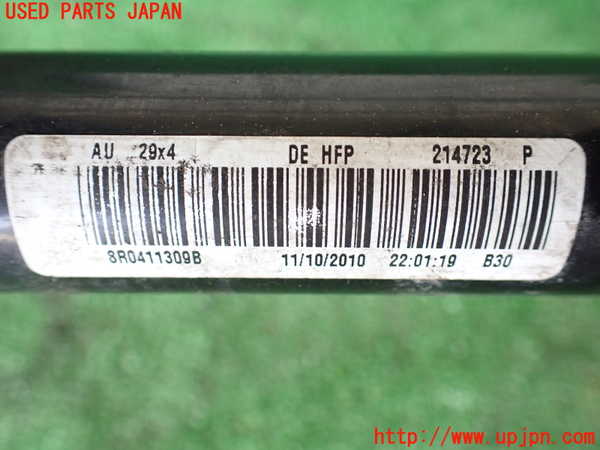 USED PARTS JAPAN
AU 29x4 DE HFP 214723 P
8R0411309B 11/10/2010 22:01:19 B30
http://www.upjpn.com/